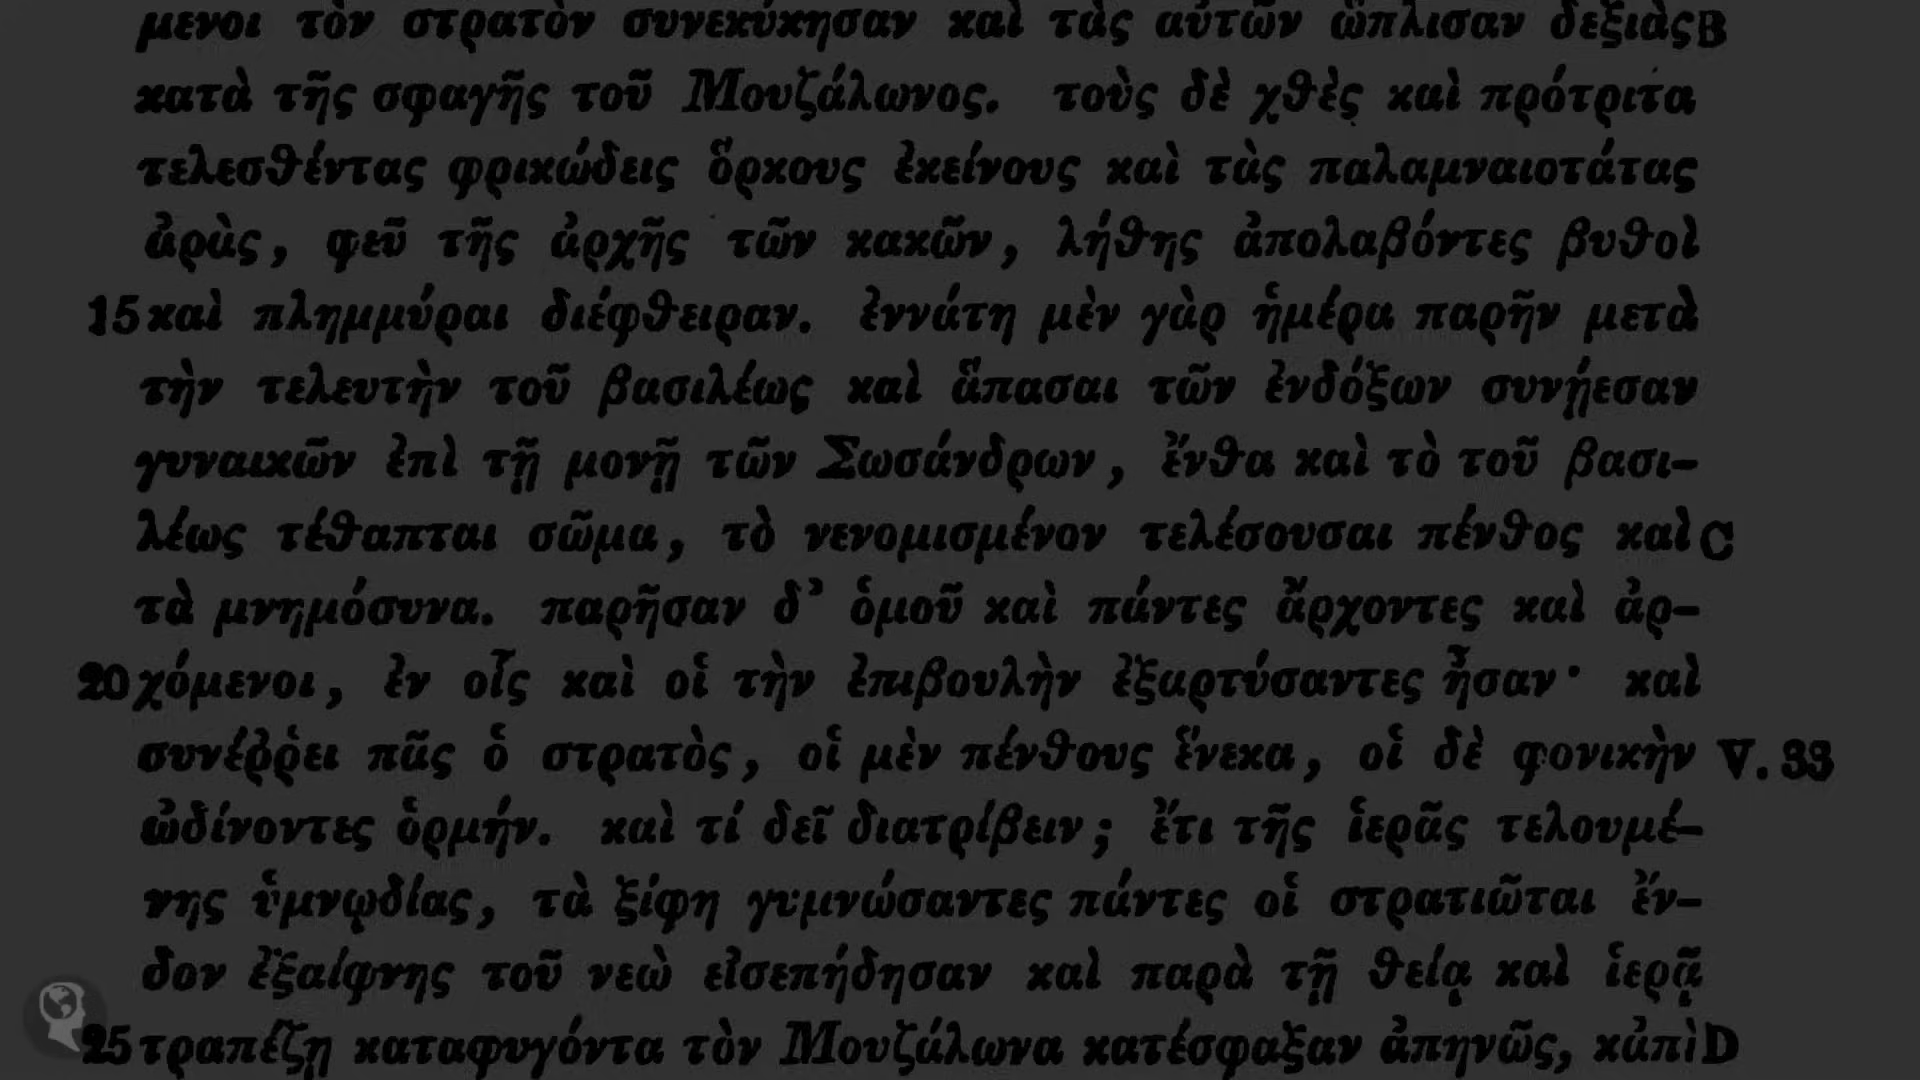 μενοι τὸν στρατὸν συνεκύκησαν καὶ τὰς αὐτῶν ὥπλισαν δεξιὰς B
κατὰ τῆς σφαγῆς τοῦ Μουζάλωνος. τοὺς δὲ χθὲς καὶ πρότριτα
τελεσθέντας φρικώδεις ὅρκους ἐκείνους καὶ τὰς παλαμναιοτάτας
ἀρὰς, φεῦ τῆς ἀρχῆς τῶν κακῶν, λήθης ἀπολαβόντες βυθοὶ
15 καὶ πλημμύραι διέφθειραν. ἐννάτη μὲν γὰρ ἡμέρα παρῆν μετὰ
τὴν τελευτὴν τοῦ βασιλέως καὶ ἅπασαι τῶν ἐνδόξων συνῄεσαν
γυναικῶν ἐπὶ τῇ μονῇ τῶν Σωσάνδρων, ἔνθα καὶ τὸ τοῦ βασι-
λέως τέθαπται σῶμα, τὸ νενομισμένον τελέσουσαι πένθος καὶ C
τὰ μνημόσυνα. παρῆσαν δ’ ὁμοῦ καὶ πάντες ἄρχοντες καὶ ἀρ-
20 χόμενοι, ἐν οἷς καὶ οἱ τὴν ἐπιβουλὴν ἐξαρτύσαντες ἦσαν· καὶ
συνέῤῥει πᾶς ὁ στρατὸς, οἱ μὲν πένθους ἕνεκα, οἱ δὲ φονικὴν V. 33
ὠδίνοντες ὁρμήν. καὶ τί δεῖ διατρίβειν; ἔτι τῆς ἱερᾶς τελουμέ-
νης ὑμνῳδίας, τὰ ξίφη γυμνώσαντες πάντες οἱ στρατιῶται ἔν-
δον ἐξαίφνης τοῦ νεὼ εἰσεπήδησαν καὶ παρὰ τῇ θείᾳ καὶ ἱερᾷ
25 τραπέζῃ καταφυγόντα τὸν Μουζάλωνα κατέσφαξαν ἀπηνῶς, κἀπὶ D